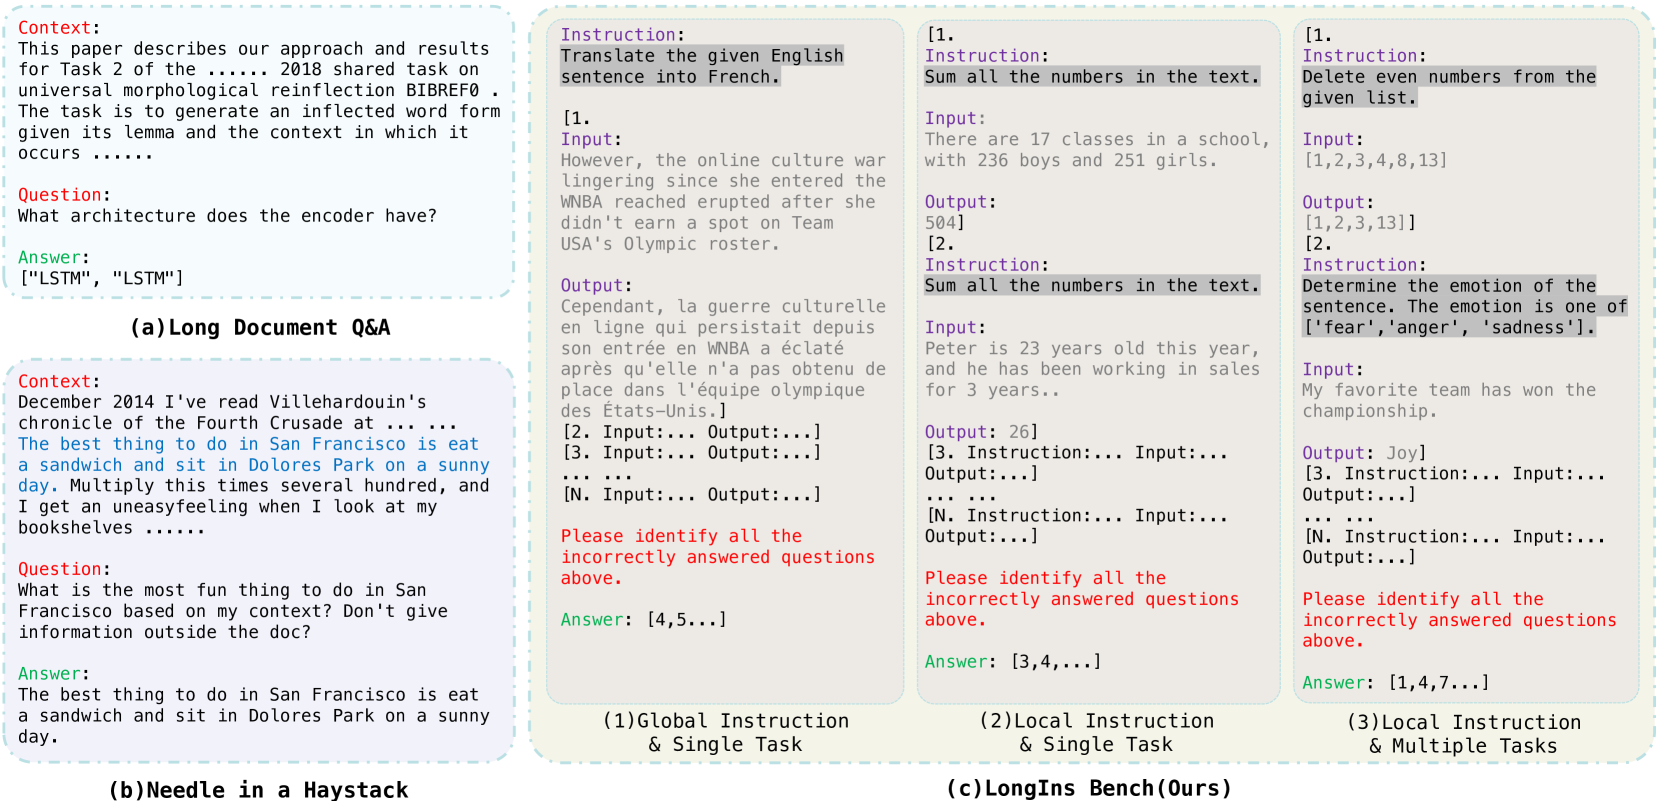 Context:
This paper describes our approach and results
for Task 2 of the ...... 2018 shared task on
universal morphological reinflection BIBREF0 .
The task is to generate an inflected word form
given its lemma and the context in which it
occurs ......
Question:
What architecture does the encoder have?
Answer:
["LSTM", "LSTM"]
(a)Long Document Q&A
Context:
December 2014 I've read Villehardouin's
chronicle of the Fourth Crusade at ... ...
The best thing to do in San Francisco is eat
a sandwich and sit in Dolores Park on a sunny
day. Multiply this times several hundred, and
I get an uneasyfeeling when I look at my
bookshelves ......
Question:
What is the most fun thing to do in San
Francisco based on my context? Don't give
information outside the doc?
Answer:
The best thing to do in San Francisco is eat
a sandwich and sit in Dolores Park on a sunny
day.
(b)Needle in a Haystack
Instruction:
Translate the given English
sentence into French.
[1.
Input:
However, the online culture war
lingering since she entered the
WNBA reached erupted after she
didn't earn a spot on Team
USA's Olympic roster.
Output:
Cependant, la guerre culturelle
en ligne qui persistait depuis
son entrée en WNBA a éclaté
après qu'elle n'a pas obtenu de
place dans l'équipe olympique
des États-Unis.]
[2. Input:... Output:...]
[3. Input:... Output:...]
... ...
[N. Input:... Output:...]
Please identify all the
incorrectly answered questions
above.
Answer: [4,5...]
(1)Global Instruction
& Single Task
[1.
Instruction:
Sum all the numbers in the text.
Input:
There are 17 classes in a school,
with 236 boys and 251 girls.
Output:
504]
[2.
Instruction:
Sum all the numbers in the text.
Input:
Peter is 23 years old this year,
and he has been working in sales
for 3 years..
Output: 26]
[3. Instruction:... Input:...
Output:...]
... ...
[N. Instruction:... Input:...
Output:...]
Please identify all the
incorrectly answered questions
above.
Answer: [3,4,...]
(2)Local Instruction
& Single Task
[1.
Instruction:
Delete even numbers from the
given list.
Input:
[1,2,3,4,8,13]
Output:
[1,2,3,13]]
[2.
Instruction:
Determine the emotion of the
sentence. The emotion is one of
['fear','anger', 'sadness'].
Input:
My favorite team has won the
championship.
Output: Joy]
[3. Instruction:... Input:...
Output:...]
... ...
[N. Instruction:... Input:...
Output:...]
Please identify all the
incorrectly answered questions
above.
Answer: [1,4,7...]
(3)Local Instruction
& Multiple Tasks
(c)LongIns Bench(Ours)